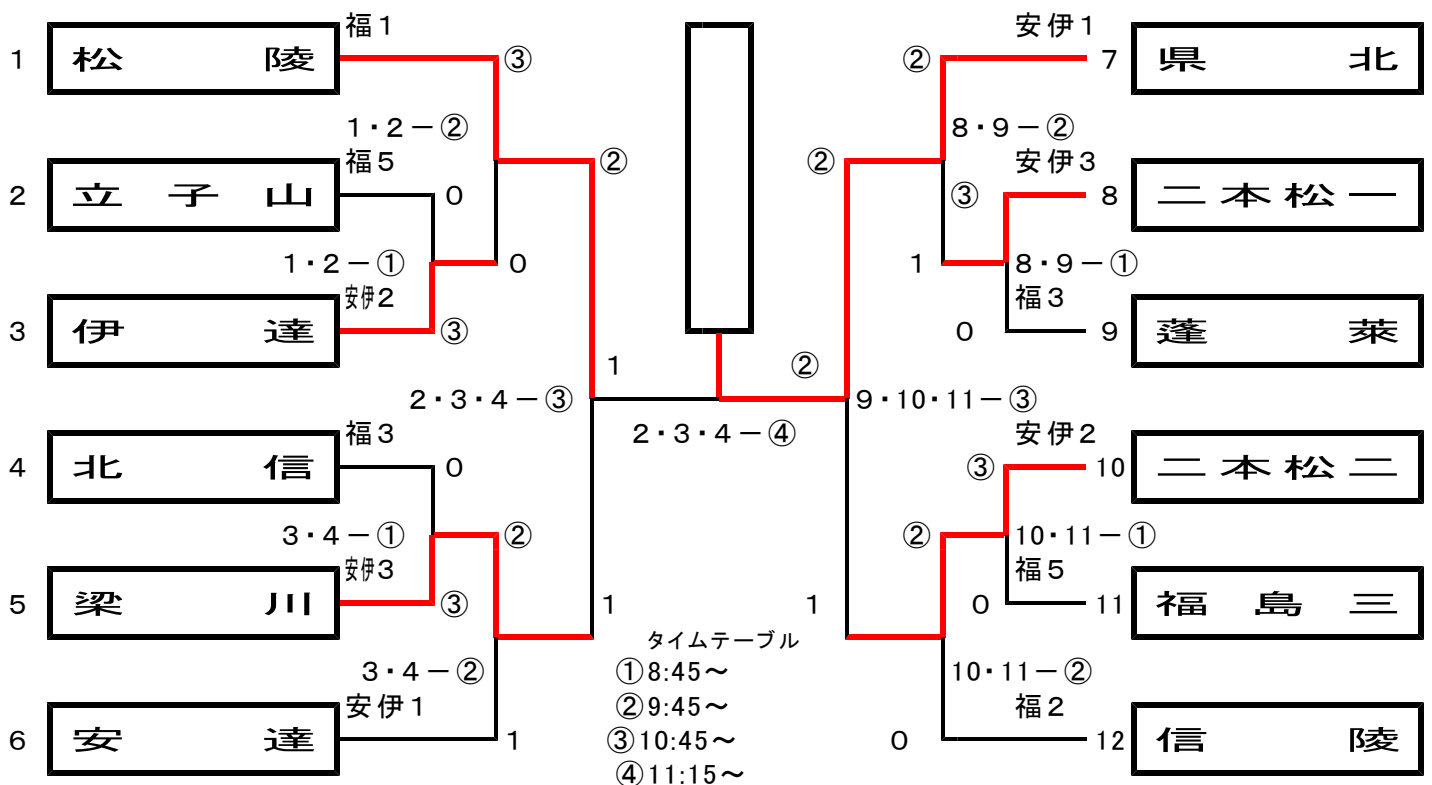 福1
1 松陵 ③
1・2－②
福5
②
2 立子山 0
1・2－① 0
安伊2
3 伊達 ③
1
2・3・4－③
福3
2・3・4－④
4 北信 0
3・4－① ②
安伊3
5 梁川 ③
1
3・4－②
安伊1
6 安達 1
タイムテーブル
①8:45～
②9:45～
③10:45～
④11:15～
安伊1
② 7 県北
8・9－②
安伊3
②
③ 8 二本松一
1 8・9－①
福3
0 9 蓬莱
②
9・10・11－③
安伊2
③ 10 二本松二
② 10・11－①
福5
1
0 11 福島三
10・11－②
福2
0 12 信陵